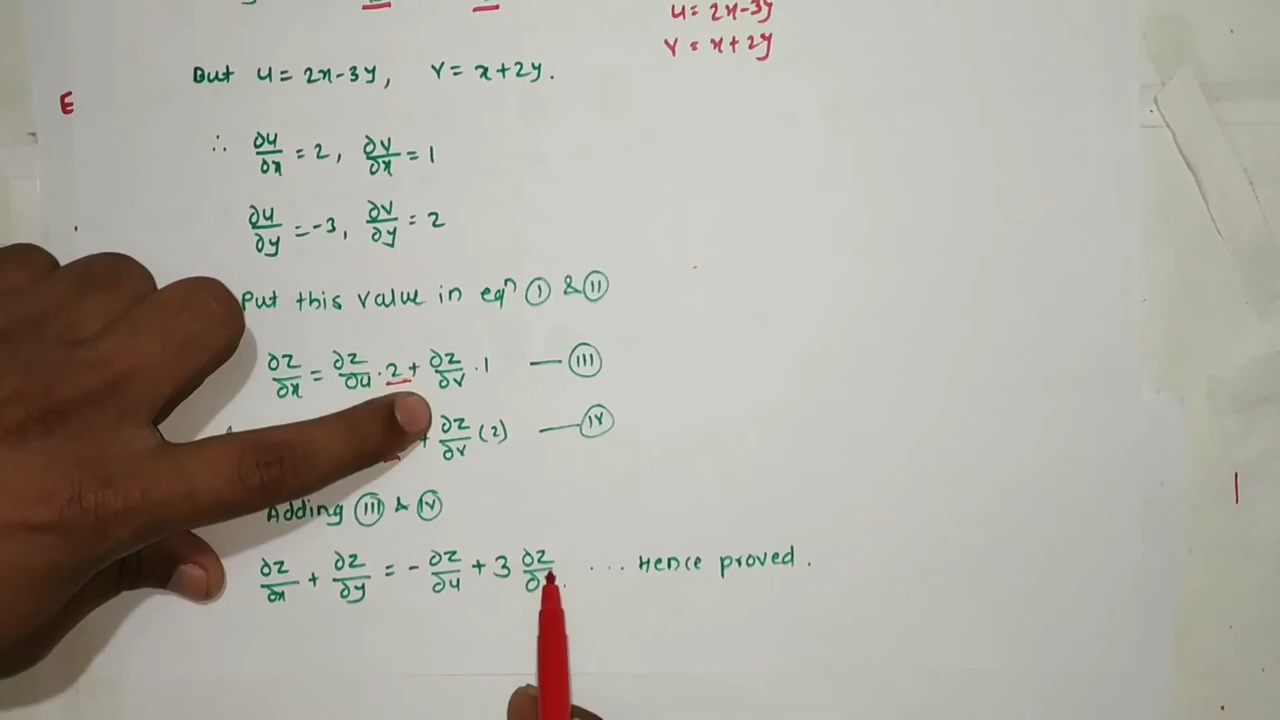 u = 2x-3y
v = x+2y
But u = 2x-3y, v = x+2y.
E
∴ ∂u/∂x = 2, ∂v/∂x = 1
∂u/∂y = -3, ∂v/∂y = 2
Put this value in eqⁿ Ⓘ & ⓘⓘ
∂z/∂x = ∂z/∂u · 2 + ∂z/∂v · 1 — (III)
+ ∂z/∂v (2) — (IV)
Adding (III) & (IV)
∂z/∂x + ∂z/∂y = - ∂z/∂u + 3 ∂z/∂ ... Hence proved.